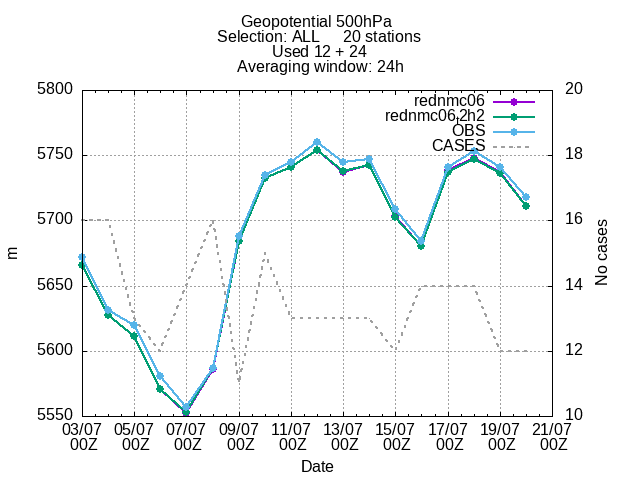 Geopotential 500hPa
Selection: ALL 20 stations
Used 12 + 24
Averaging window: 24h
5800
5750
5700
5650
5600
5550
m
20
18
16
14
12
10
No cases
rednmc06
rednmc06t2h2
OBS
CASES
03/07 05/07 07/07 09/07 11/07 13/07 15/07 17/07 19/07 21/07
00Z 00Z 00Z 00Z 00Z 00Z 00Z 00Z 00Z 00Z
Date